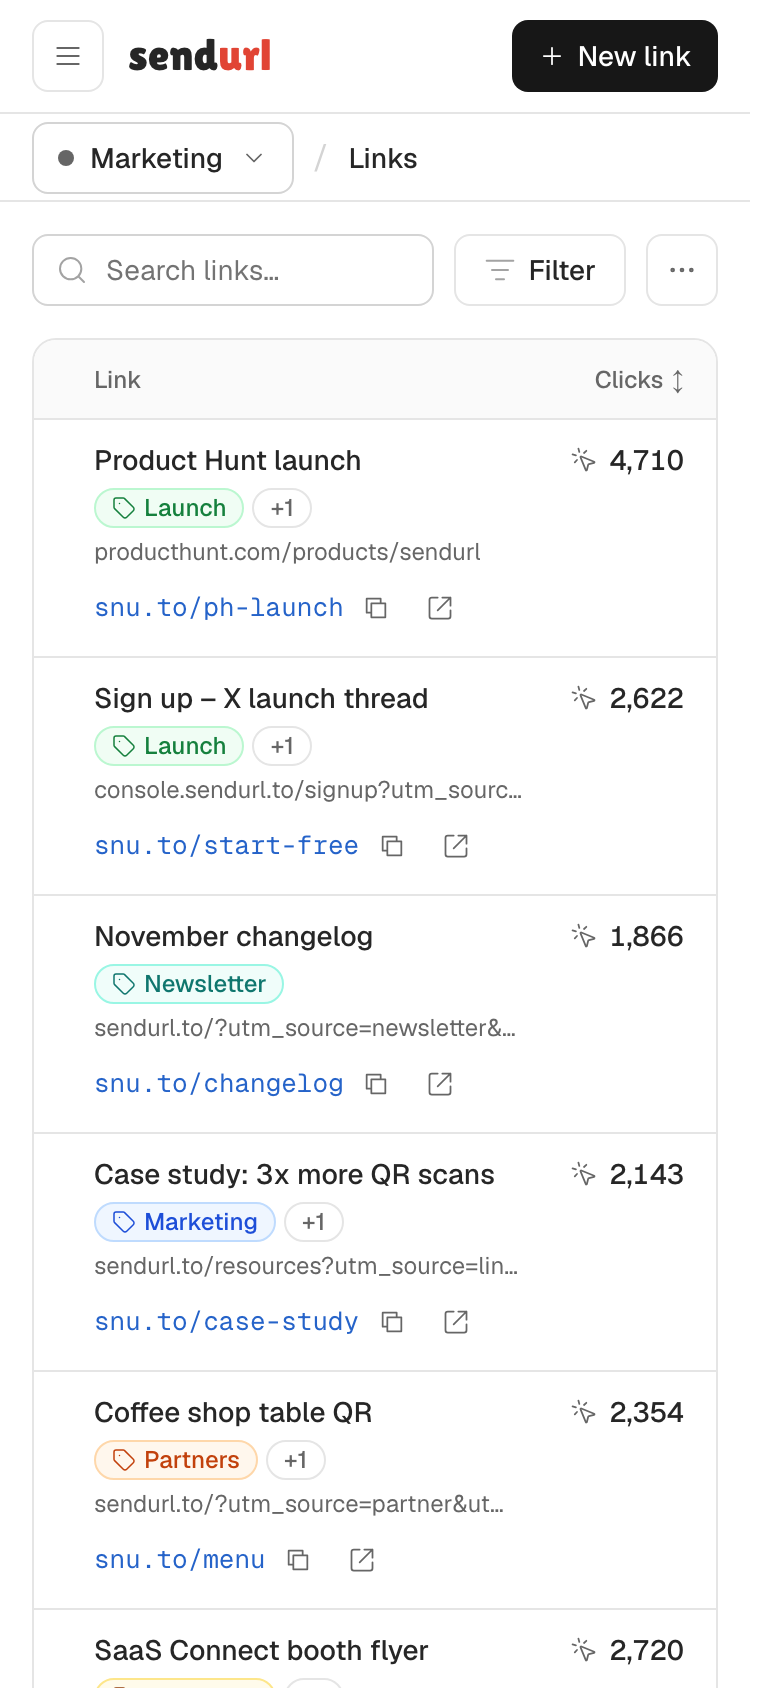 sendurl
+ New link
Marketing / Links
Search links...
Filter ...
Link Clicks
Product Hunt launch 4,710
Launch +1
producthunt.com/products/sendurl
snu.to/ph-launch
Sign up – X launch thread 2,622
Launch +1
console.sendurl.to/signup?utm_sourc...
snu.to/start-free
November changelog 1,866
Newsletter
sendurl.to/?utm_source=newsletter&...
snu.to/changelog
Case study: 3x more QR scans 2,143
Marketing +1
sendurl.to/resources?utm_source=lin...
snu.to/case-study
Coffee shop table QR 2,354
Partners +1
sendurl.to/?utm_source=partner&ut...
snu.to/menu
SaaS Connect booth flyer 2,720